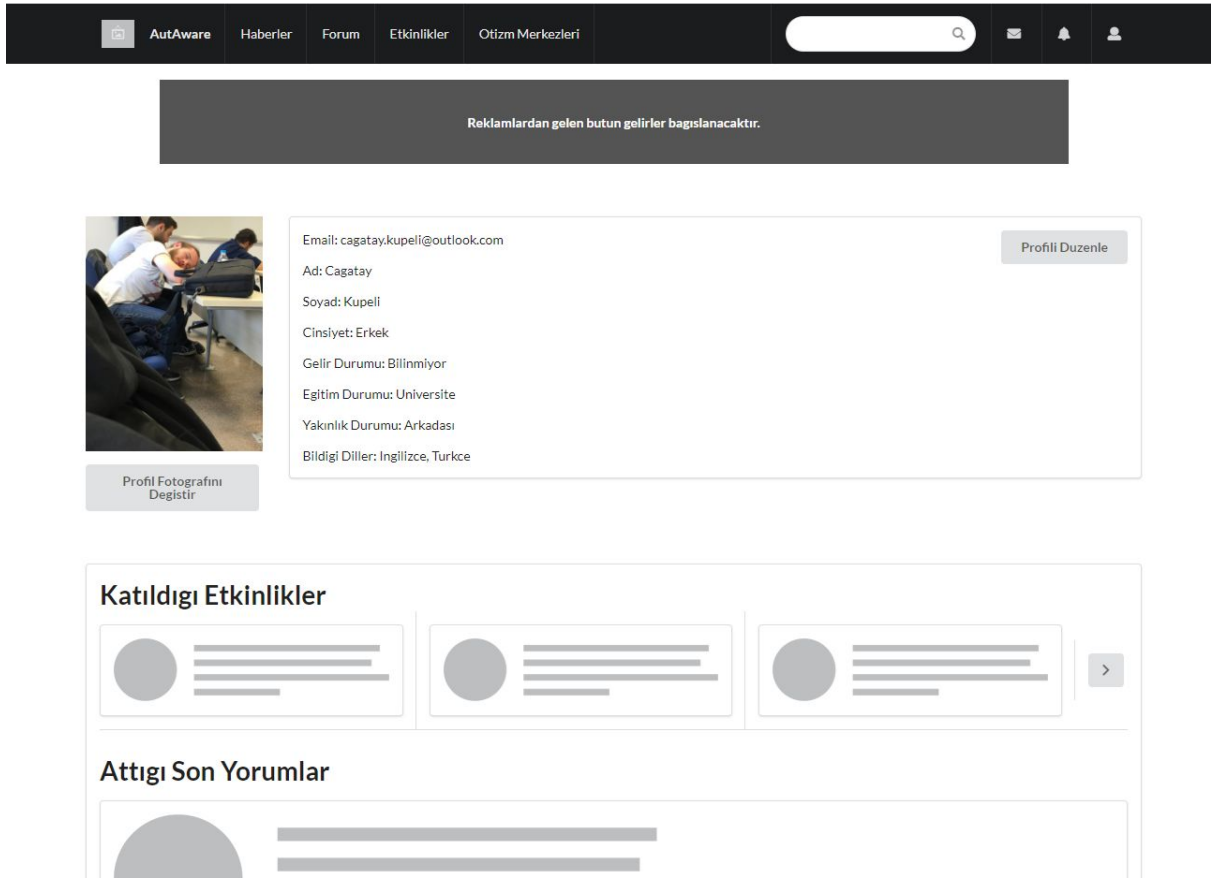 AutAware
Haberler
Forum
Etkinlikler
Otizm Merkezleri
Reklamlardan gelen butun gelirler bagıslanacaktır.
Email: cagatay.kupeli@outlook.com
Profili Duzenle
Ad: Cagatay
Soyad: Kupeli
Cinsiyet: Erkek
Gelir Durumu: Bilinmiyor
Egitim Durumu: Universite
Yakınlık Durumu: Arkadası
Bildigi Diller: Ingilizce, Turkce
Profil Fotografını
Degistir
Katıldıgı Etkinlikler
Attıgı Son Yorumlar